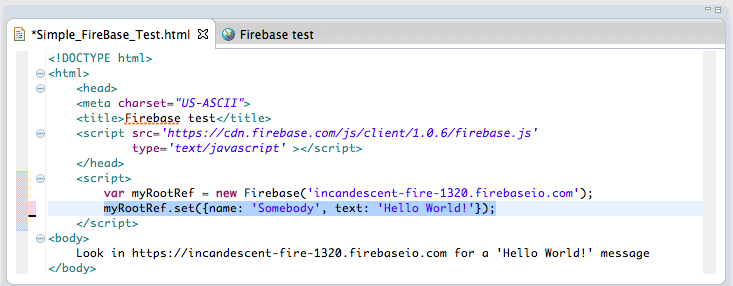 *Simple_FireBase_Test.html Firebase test
<!DOCTYPE html>
<html>
<head>
<meta charset="US-ASCII">
<title>Firebase test</title>
<script src='https://cdn.firebase.com/js/client/1.0.6/firebase.js'
type='text/javascript' ></script>
</head>
<script>
var myRootRef = new Firebase('incandescent-fire-1320.firebaseio.com');
myRootRef.set({name: 'Somebody', text: 'Hello World!'});
</script>
<body>
Look in https://incandescent-fire-1320.firebaseio.com for a 'Hello World!' message
</body>